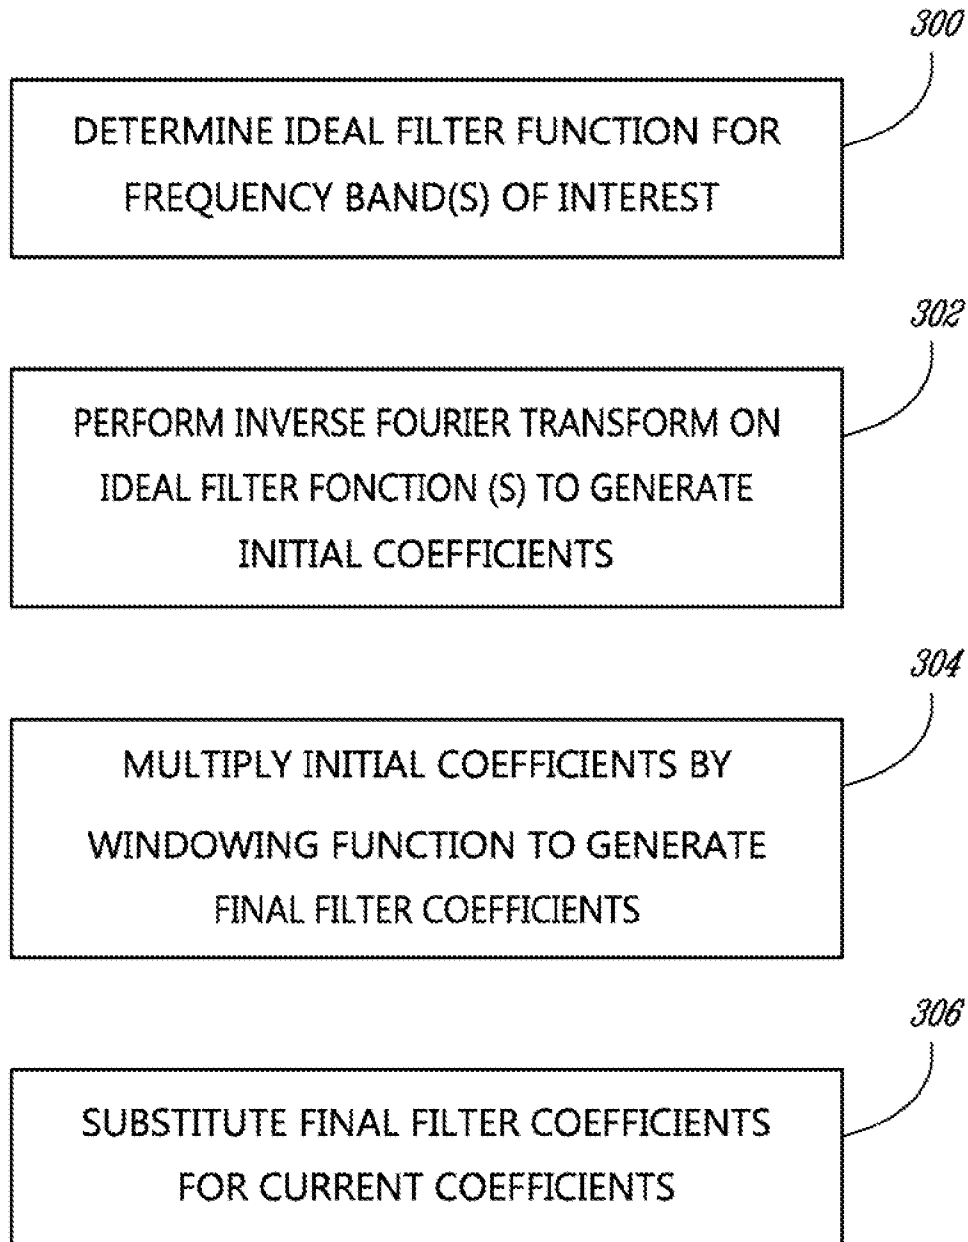 300
DETERMINE IDEAL FILTER FUNCTION FOR
FREQUENCY BAND(S) OF INTEREST
302
PERFORM INVERSE FOURIER TRANSFORM ON
IDEAL FILTER FONCTION (S) TO GENERATE
INITIAL COEFFICIENTS
304
MULTIPLY INITIAL COEFFICIENTS BY
WINDOWING FUNCTION TO GENERATE
FINAL FILTER COEFFICIENTS
306
SUBSTITUTE FINAL FILTER COEFFICIENTS
FOR CURRENT COEFFICIENTS